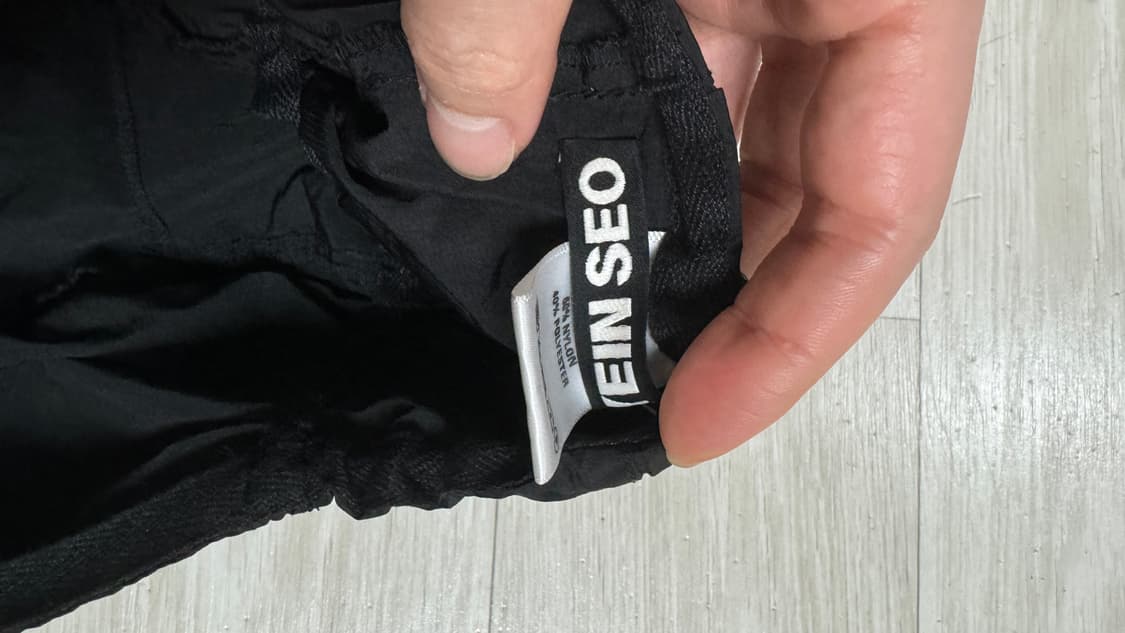 EIN SEO
60% NYLON
40% POLYESTER